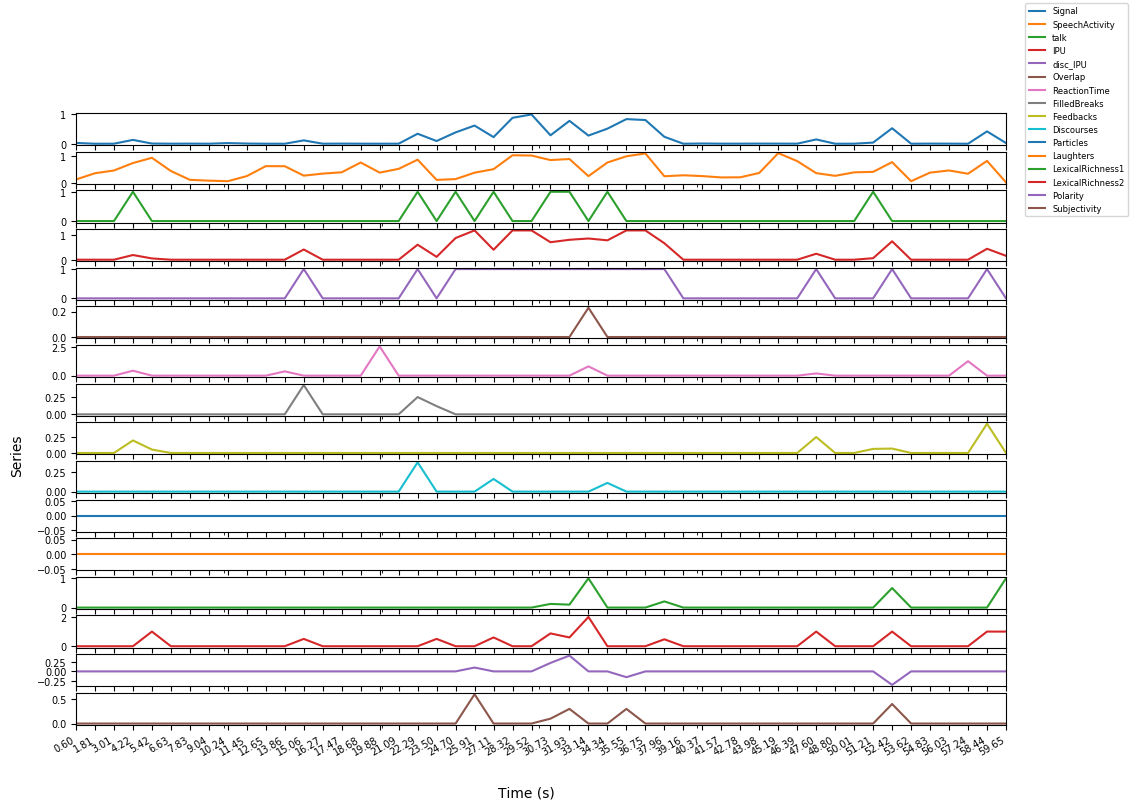 Signal
SpeechActivity
talk
IPU
disc_IPU
Overlap
ReactionTime
FilledBreaks
Feedbacks
Discourses
Particles
Laughters
LexicalRichness1
LexicalRichness2
Polarity
Subjectivity
1
0
1
0
1
0
1
0
1
0
0.2
0.0
2.5
0.0
0.25
0.00
0.25
0.00
0.25
0.00
0.05
0.00
−0.05
0.05
0.00
−0.05
1
0
2
0
0.25
0.00
−0.25
0.5
0.0
Series
0.60 1.81 3.01 4.22 5.42 6.63 7.83 9.04 10.24 11.45 12.65 13.86 15.06 16.27 17.47 18.68 19.88 21.09 22.29 23.50 24.70 25.91 27.11 28.32 29.52 30.73 31.93 33.14 34.34 35.55 36.75 37.96 39.16 40.37 41.57 42.78 43.98 45.19 46.39 47.60 48.80 50.01 51.21 52.42 53.62 54.83 56.03 57.24 58.44 59.65
Time (s)